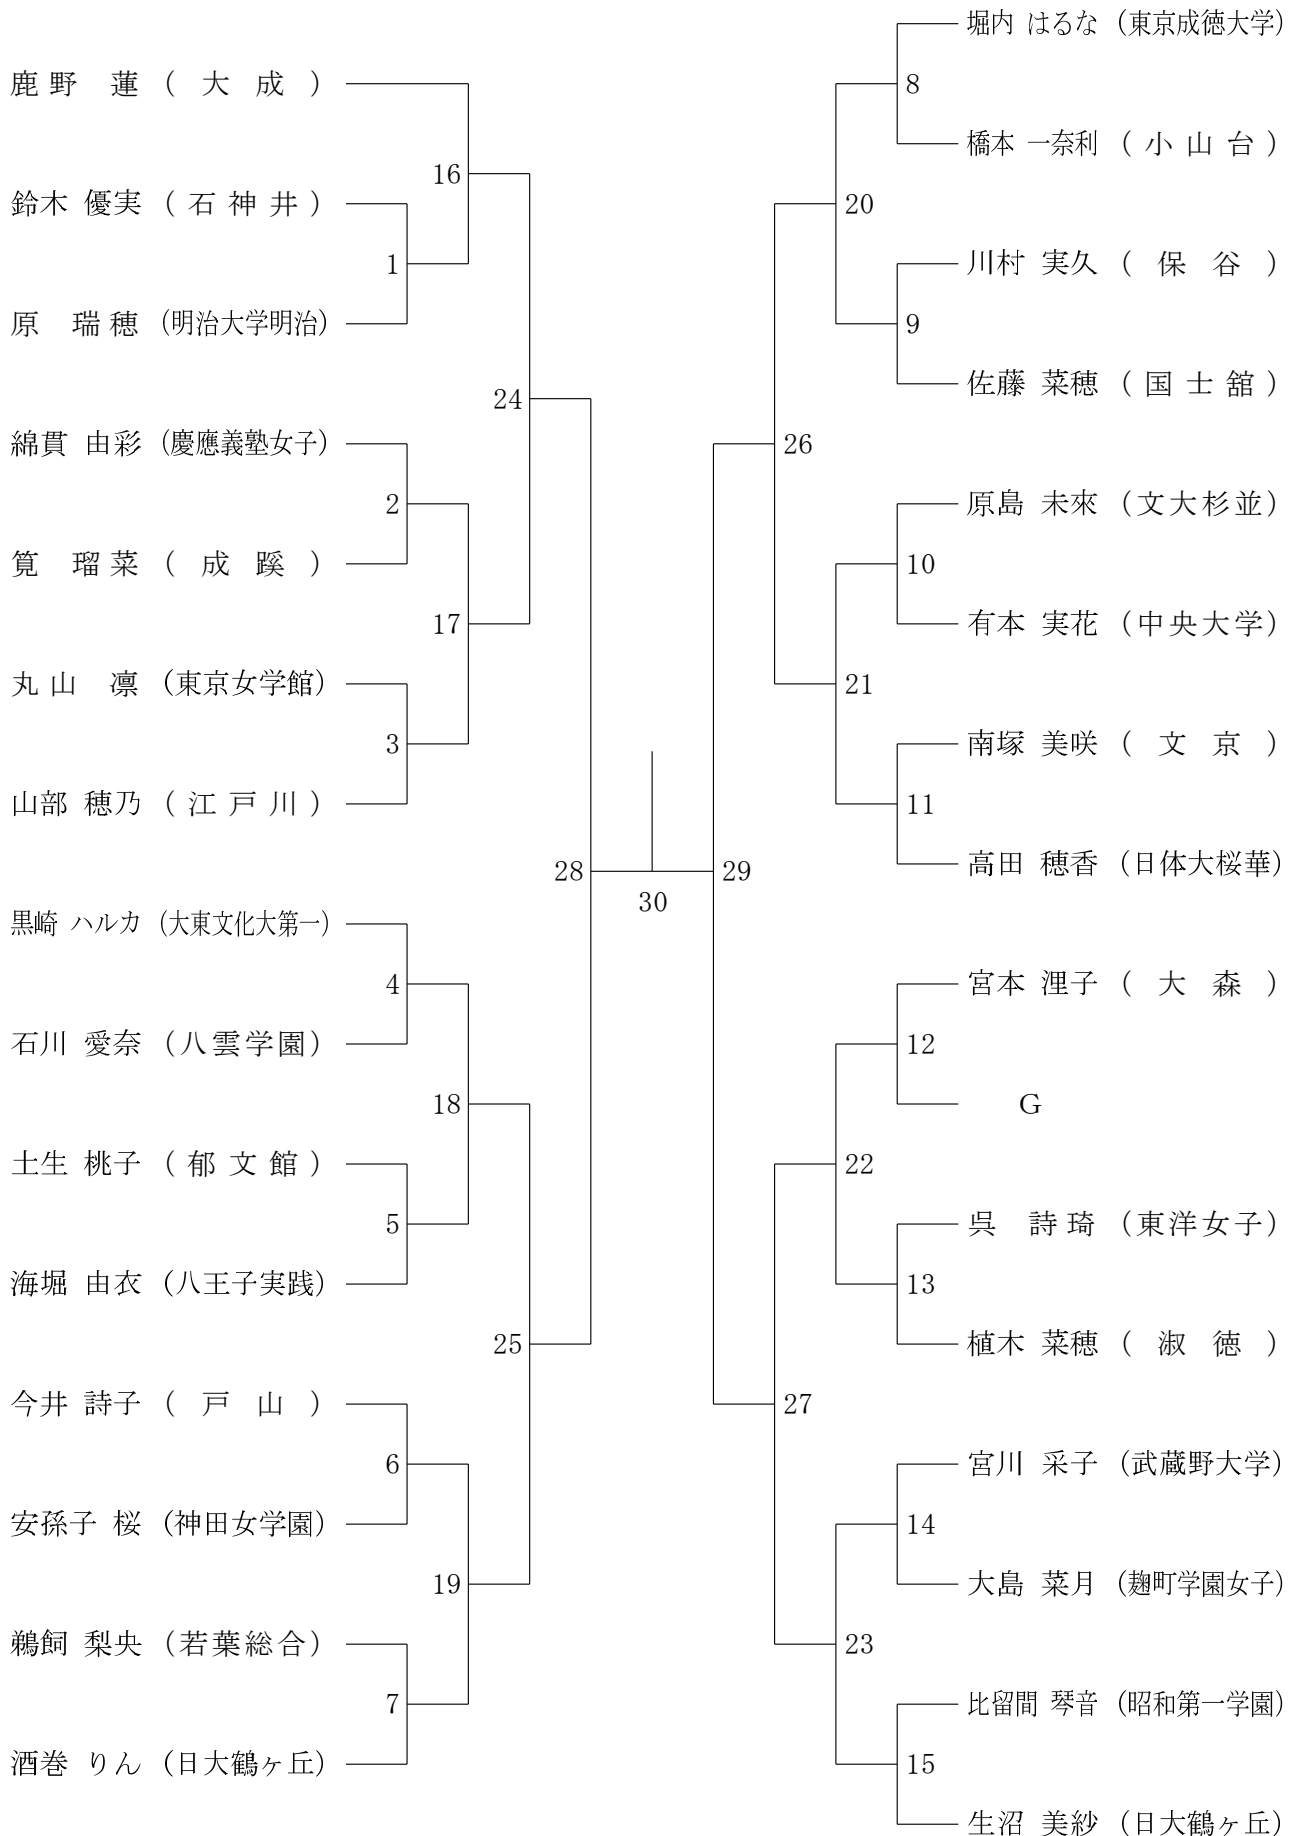 鹿野 蓮 (大成)
16
鈴木 優実 (石神井)
1
原 瑞穂 (明治大学明治)
24
綿貫 由彩 (慶應義塾女子)
2
筧 瑠菜 (成蹊)
17
丸山 凛 (東京女学館)
3
山部 穂乃 (江戸川)
28
黒崎 ハルカ (大東文化大第一)
4
石川 愛奈 (八雲学園)
18
土生 桃子 (郁文館)
5
海堀 由衣 (八王子実践)
25
今井 詩子 (戸山)
6
安孫子 桜 (神田女学園)
19
鵜飼 梨央 (若葉総合)
7
酒巻 りん (日大鶴ヶ丘)
30
堀内 はるな (東京成徳大学)
8
橋本 一奈利 (小山台)
20
川村 実久 (保谷)
9
佐藤 菜穂 (国士舘)
26
原島 未來 (文大杉並)
10
有本 実花 (中央大学)
21
南塚 美咲 (文京)
11
高田 穂香 (日体大桜華)
29
宮本 浬子 (大森)
12
G
22
呉 詩琦 (東洋女子)
13
植木 菜穂 (淑徳)
27
宮川 采子 (武蔵野大学)
14
大島 菜月 (麹町学園女子)
23
比留間 琴音 (昭和第一学園)
15
生沼 美紗 (日大鶴ヶ丘)